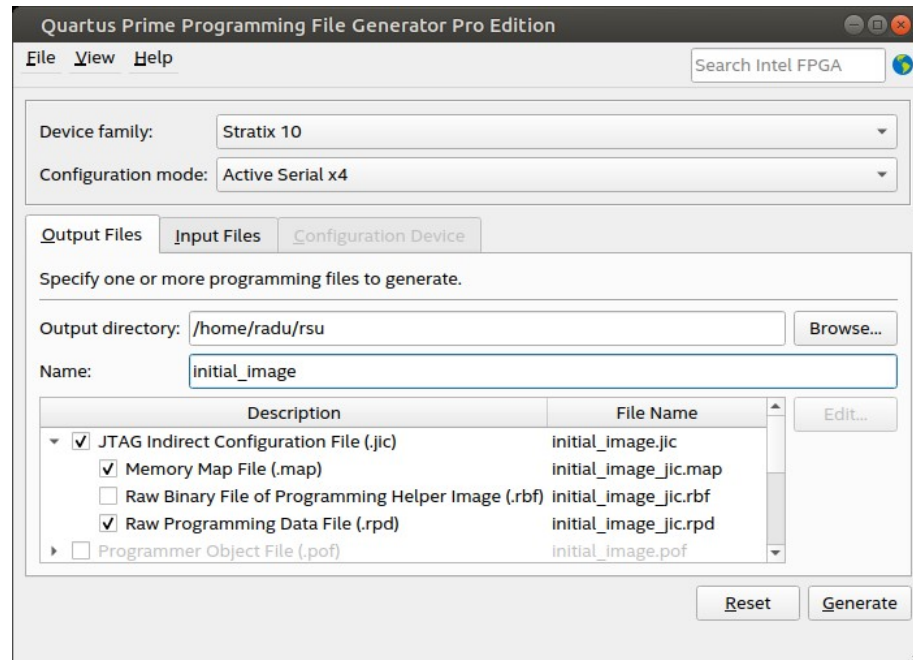 Quartus Prime Programming File Generator Pro Edition
File View Help
Search Intel FPGA
Device family: Stratix 10
Configuration mode: Active Serial x4
Output Files Input Files Configuration Device
Specify one or more programming files to generate.
Output directory: /home/radu/rsu Browse...
Name: initial_image
Description File Name Edit...
JTAG Indirect Configuration File (.jic) initial_image.jic
Memory Map File (.map) initial_image_jic.map
Raw Binary File of Programming Helper Image (.rbf) initial_image_jic.rbf
Raw Programming Data File (.rpd) initial_image_jic.rpd
Programmer Object File (.pof) initial_image.pof
Reset Generate